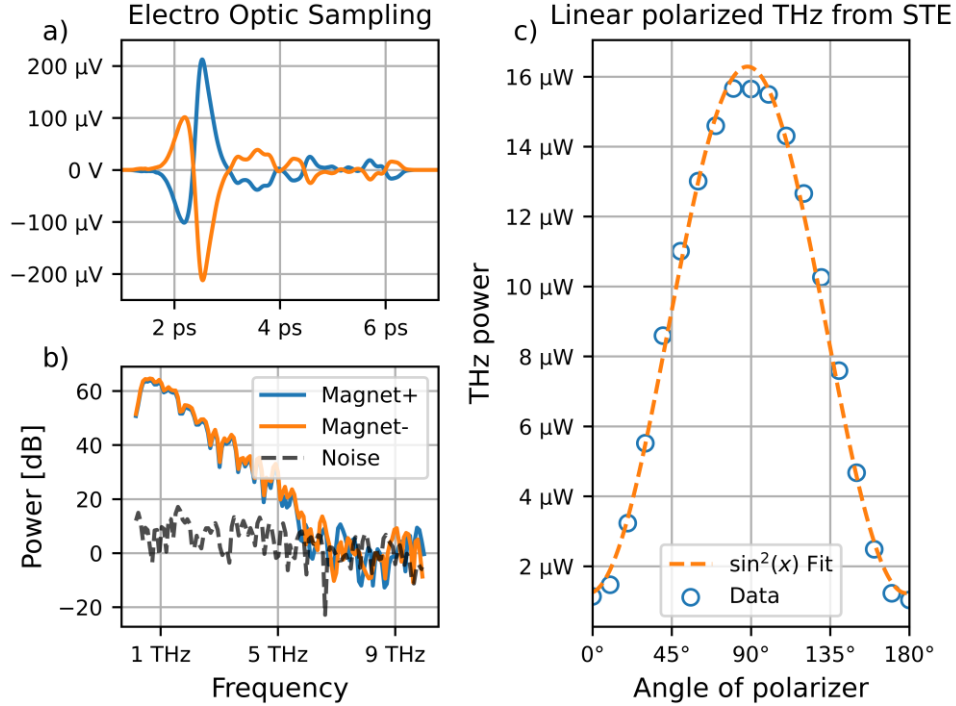 Electro Optic Sampling
a)
200 µV
100 µV
0 V
−100 µV
−200 µV
2 ps
4 ps
6 ps
b)
60
40
20
0
−20
Power [dB]
Magnet+
Magnet-
Noise
1 THz
5 THz
9 THz
Frequency
Linear polarized THz from STE
c)
16 µW
14 µW
12 µW
10 µW
8 µW
6 µW
4 µW
2 µW
THz power
sin²(x) Fit
Data
0°
45°
90°
135°
180°
Angle of polarizer